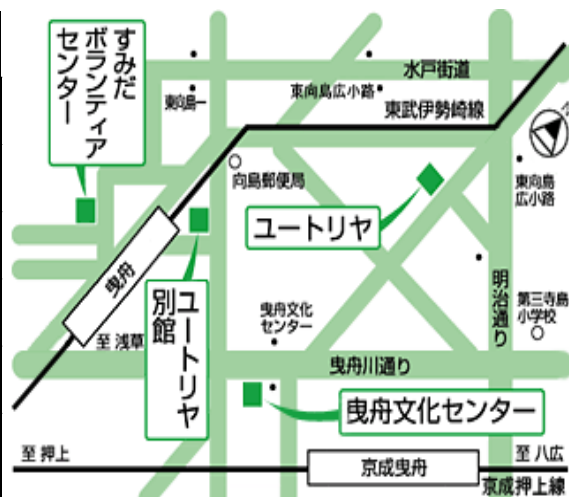 すみだ
ボランティア
センター
水戸街道
東向島一
東向島広小路
東武伊勢崎線
向島郵便局
東向島
広小路
ユートリヤ
曳舟
ユートリヤ
別館
至 浅草
曳舟文化
センター
明治通り
第三寺島
小学校
曳舟川通り
曳舟文化センター
至 押上
京成曳舟
至 八広
京成押上線